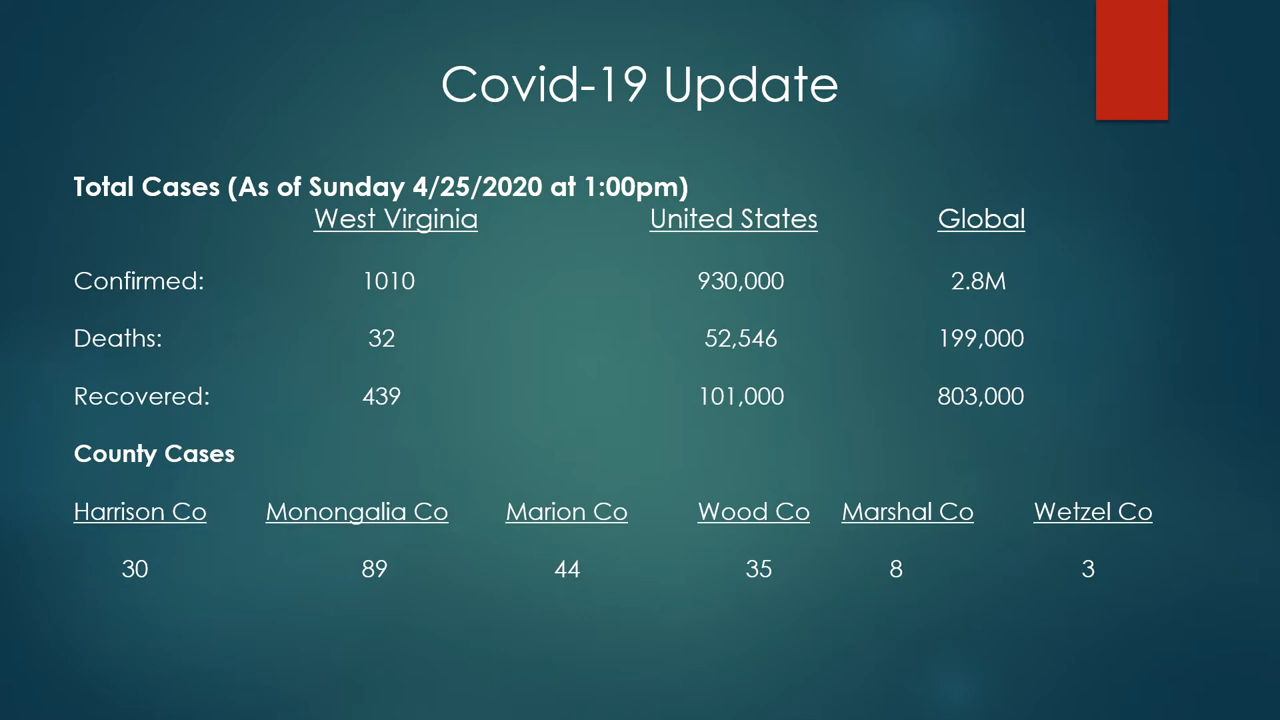 Covid-19 Update
Total Cases (As of Sunday 4/25/2020 at 1:00pm)
West Virginia United States Global
Confirmed: 1010 930,000 2.8M
Deaths: 32 52,546 199,000
Recovered: 439 101,000 803,000
County Cases
Harrison Co Monongalia Co Marion Co Wood Co Marshal Co Wetzel Co
30 89 44 35 8 3